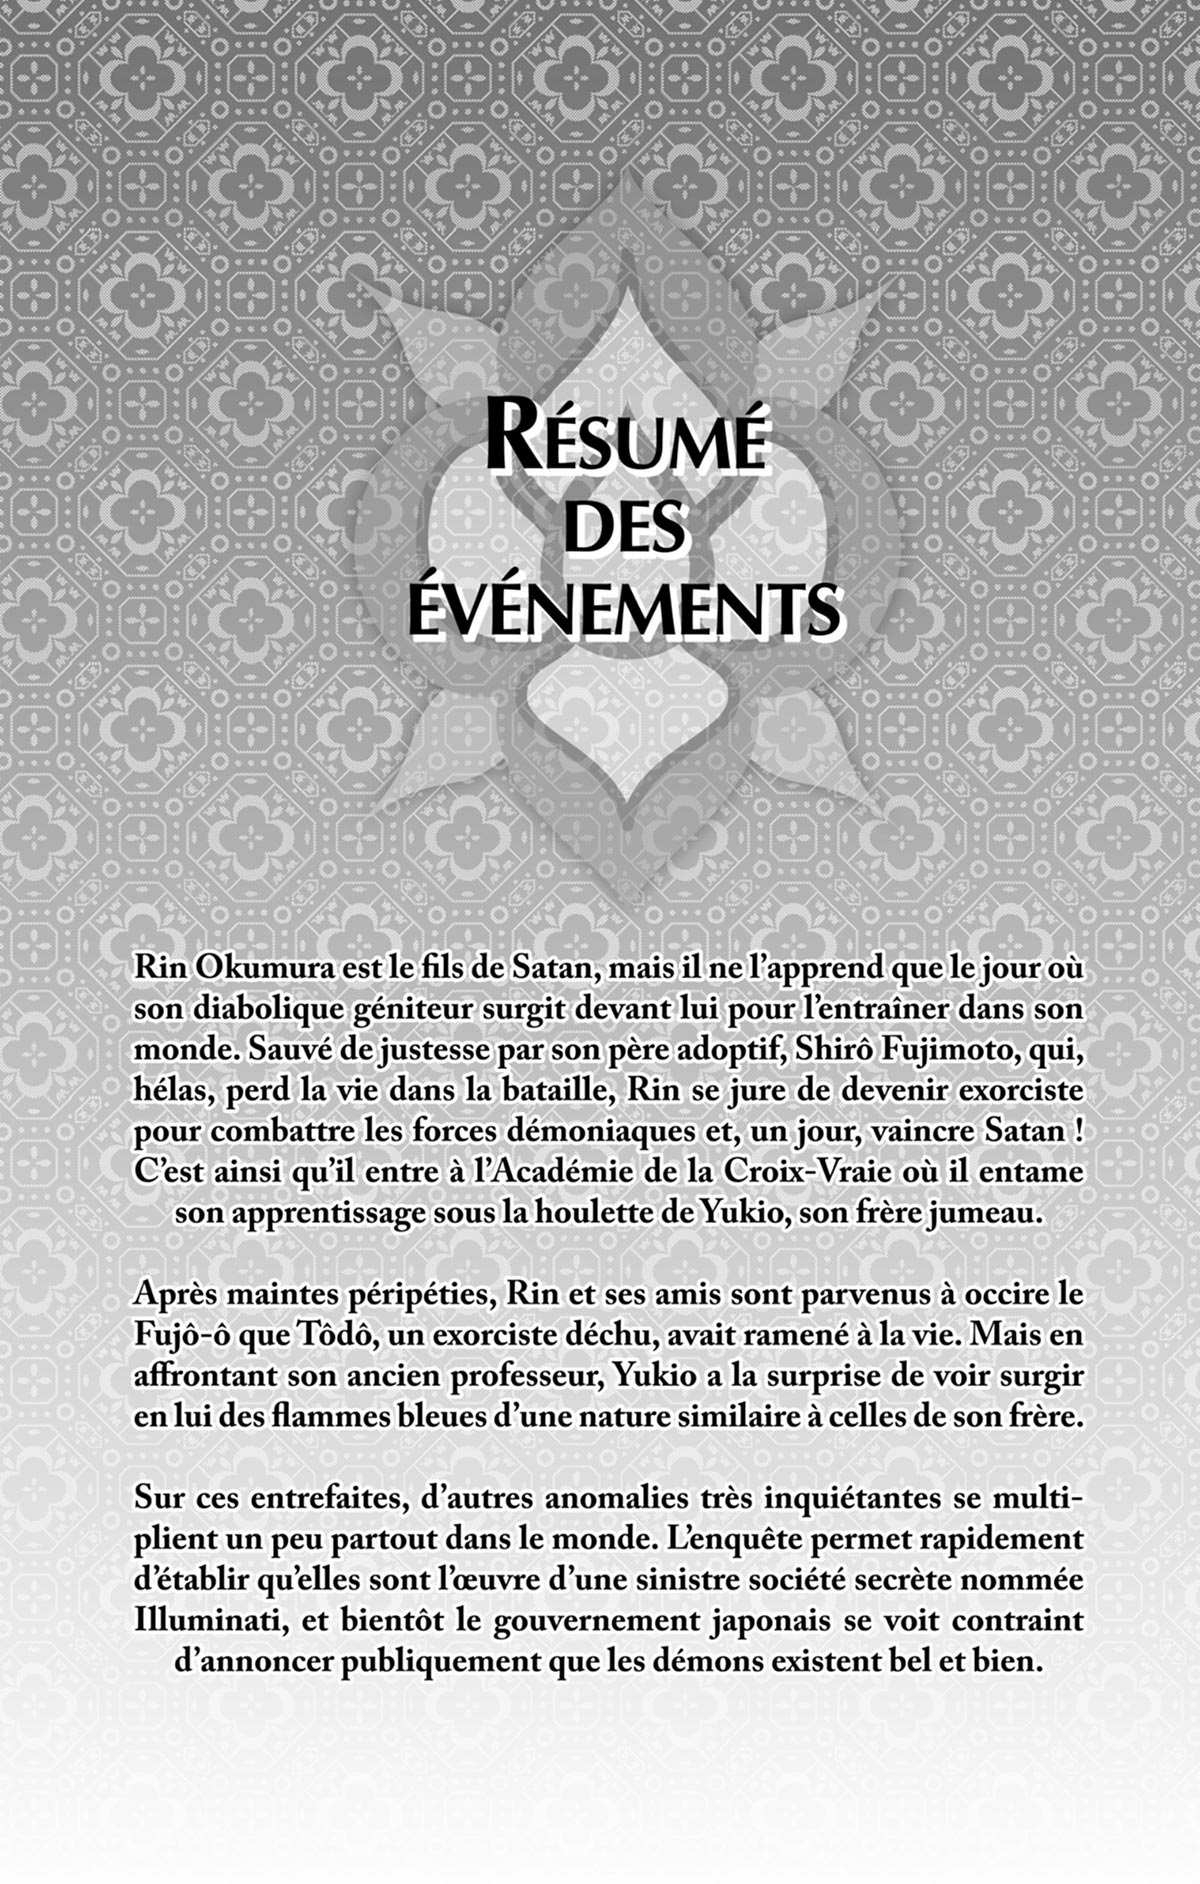 RÉSUMÉ
DES
ÉVÉNEMENTS
Rin Okumura est le fils de Satan, mais il ne l’apprend que le jour où
son diabolique géniteur surgit devant lui pour l’entraîner dans son
monde. Sauvé de justesse par son père adoptif, Shirô Fujimoto, qui,
hélas, perd la vie dans la bataille, Rin se jure de devenir exorciste
pour combattre les forces démoniaques et, un jour, vaincre Satan !
C’est ainsi qu’il entre à l’Académie de la Croix-Vraie où il entame
son apprentissage sous la houlette de Yukio, son frère jumeau.
Après maintes péripéties, Rin et ses amis sont parvenus à occire le
Fujô-ô que Tôdô, un exorciste déchu, avait ramené à la vie. Mais en
affrontant son ancien professeur, Yukio a la surprise de voir surgir
en lui des flammes bleues d’une nature similaire à celles de son frère.
Sur ces entrefaites, d’autres anomalies très inquiétantes se multi-
plient un peu partout dans le monde. L’enquête permet rapidement
d’établir qu’elles sont l’œuvre d’une sinistre société secrète nommée
Illuminati, et bientôt le gouvernement japonais se voit contraint
d’annoncer publiquement que les démons existent bel et bien.